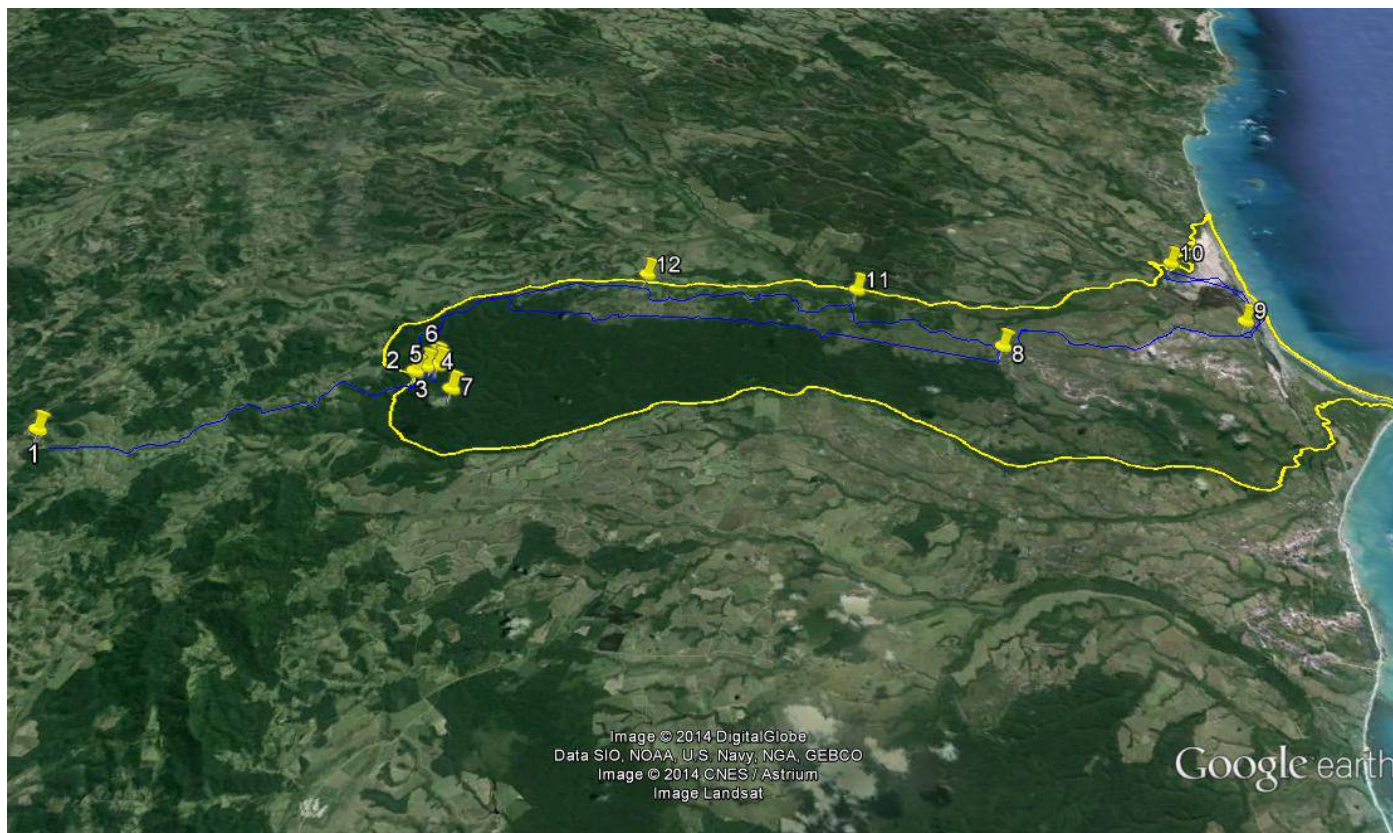 10
12
11
9
6
8
5
2
4
3
7
1
Image © 2014 DigitalGlobe
Data SIO, NOAA, U.S. Navy, NGA, GEBCO
Image © 2014 CNES / Astrium
Image Landsat
Google earth